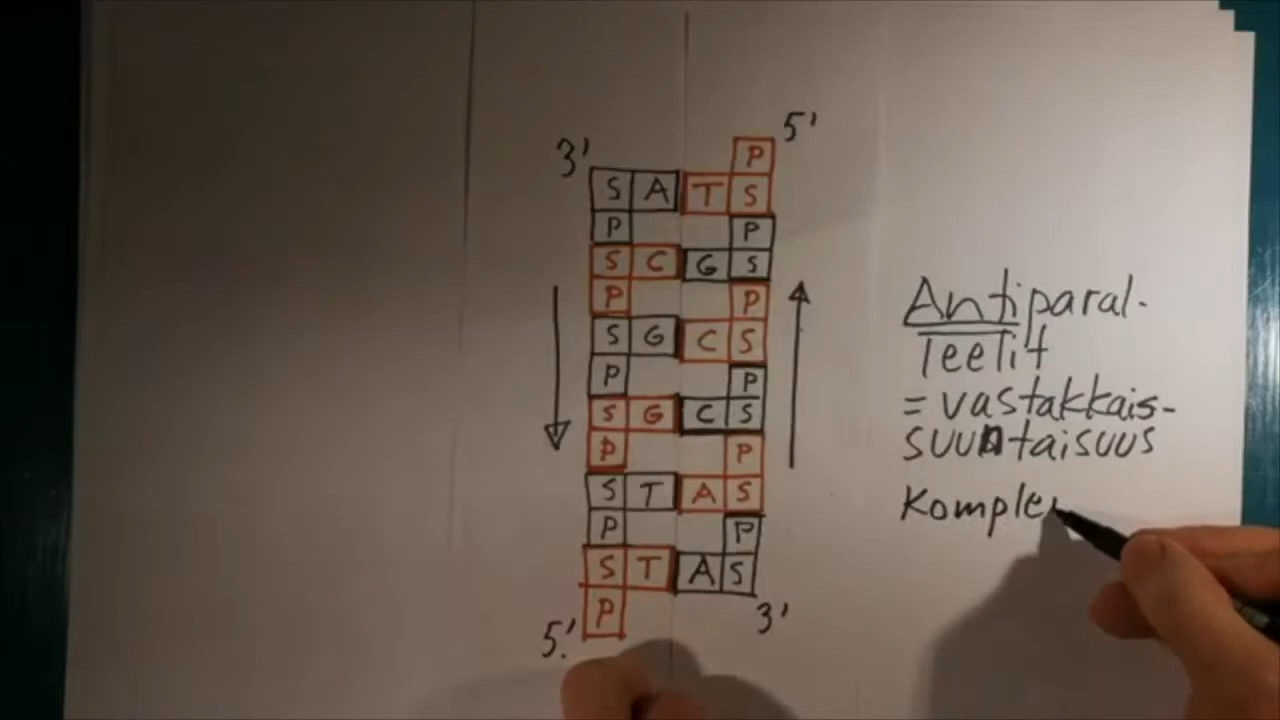 5'
3'
P
S A T S
P P
S C G S
P P
S G C S
P P
S G C S
P P
S T A S
P P
S T A S
P
5'
3'
Antiparal-
leelit
= vastakkais-
suuntaisuus
Komple